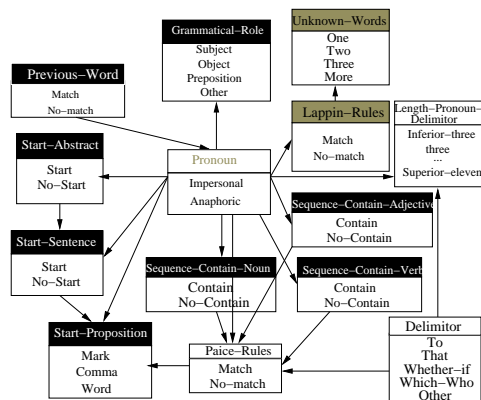 Grammatical–Role
Subject
Object
Preposition
Other
Unknown–Words
One
Two
Three
More
Previous–Word
Match
No–match
Lappin–Rules
Match
No–match
Length–Pronoun–
Delimitor
Inferior–three
three
...
Superior–eleven
Start–Abstract
Start
No–Start
Pronoun
Impersonal
Anaphoric
Sequence–Contain–Adjective
Contain
No–Contain
Start–Sentence
Start
No–Start
Sequence–Contain–Noun
Contain
No–Contain
Sequence–Contain–Verb
Contain
No–Contain
Start–Proposition
Mark
Comma
Word
Paice–Rules
Match
No–match
Delimitor
To
That
Whether–if
Which–Who
Other